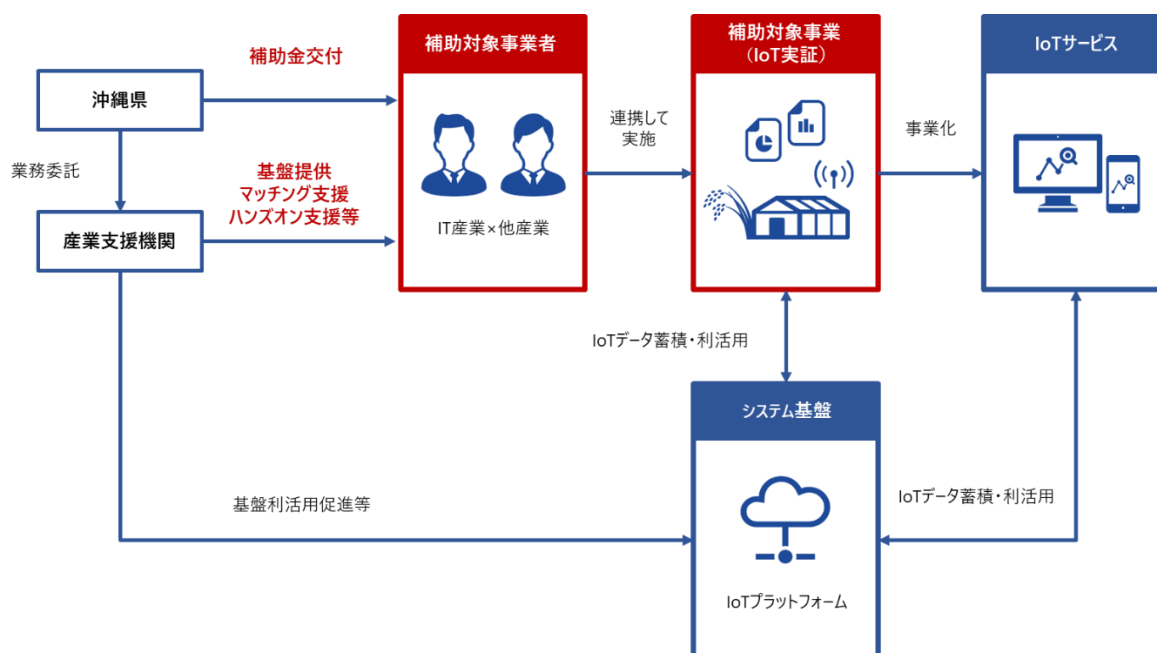 沖縄県
業務委託
産業支援機関
補助金交付
基盤提供
マッチング支援
ハンズオン支援等
補助対象事業者
IT産業×他産業
連携して
実施
補助対象事業
（IoT実証）
事業化
IoTサービス
IoTデータ蓄積・利活用
システム基盤
IoTプラットフォーム
基盤利活用促進等
IoTデータ蓄積・利活用